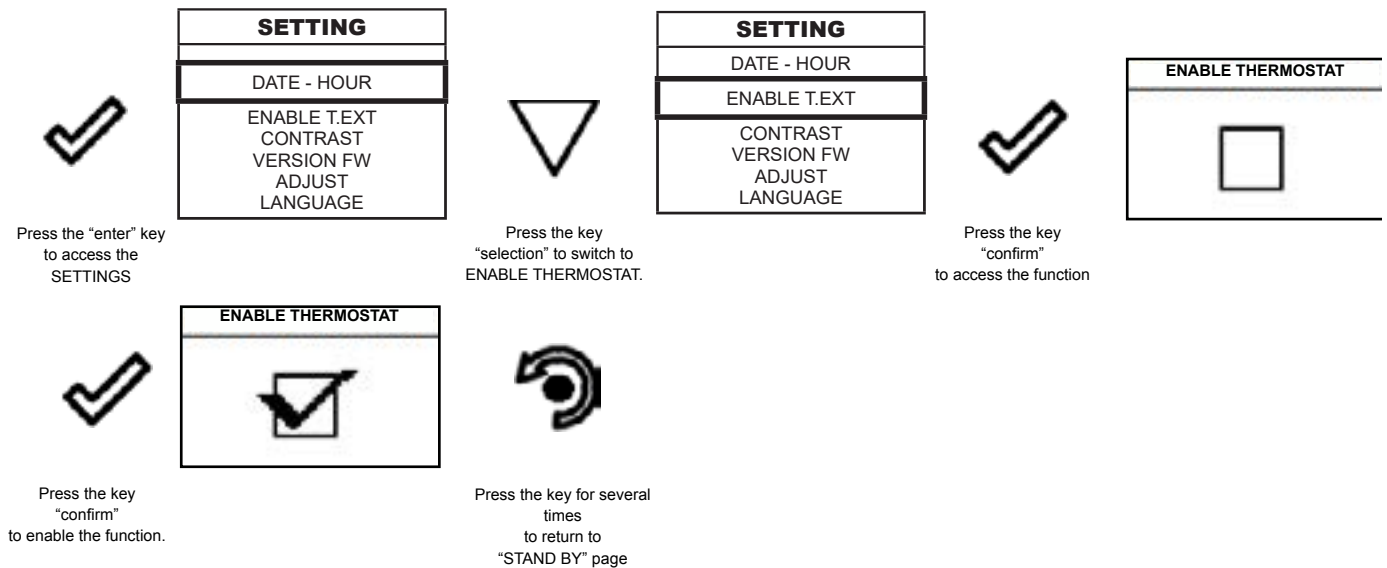 SETTING
DATE - HOUR
ENABLE T.EXT
CONTRAST
VERSION FW
ADJUST
LANGUAGE
Press the “enter” key
to access the
SETTINGS
Press the key
“selection” to switch to
ENABLE THERMOSTAT.
SETTING
DATE - HOUR
ENABLE T.EXT
CONTRAST
VERSION FW
ADJUST
LANGUAGE
Press the key
“confirm”
to access the function
ENABLE THERMOSTAT
Press the key
“confirm”
to enable the function.
ENABLE THERMOSTAT
Press the key for several
times
to return to
“STAND BY” page